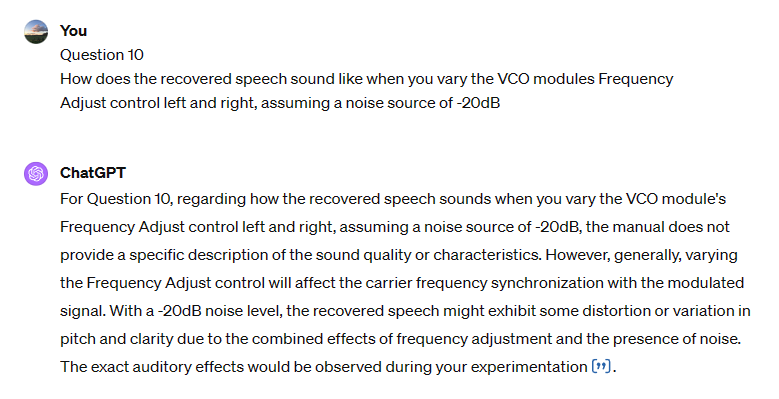 You
Question 10
How does the recovered speech sound like when you vary the VCO modules Frequency
Adjust control left and right, assuming a noise source of -20dB
ChatGPT
For Question 10, regarding how the recovered speech sounds when you vary the VCO module's
Frequency Adjust control left and right, assuming a noise source of -20dB, the manual does not
provide a specific description of the sound quality or characteristics. However, generally, varying
the Frequency Adjust control will affect the carrier frequency synchronization with the modulated
signal. With a -20dB noise level, the recovered speech might exhibit some distortion or variation in
pitch and clarity due to the combined effects of frequency adjustment and the presence of noise.
The exact auditory effects would be observed during your experimentation [”].